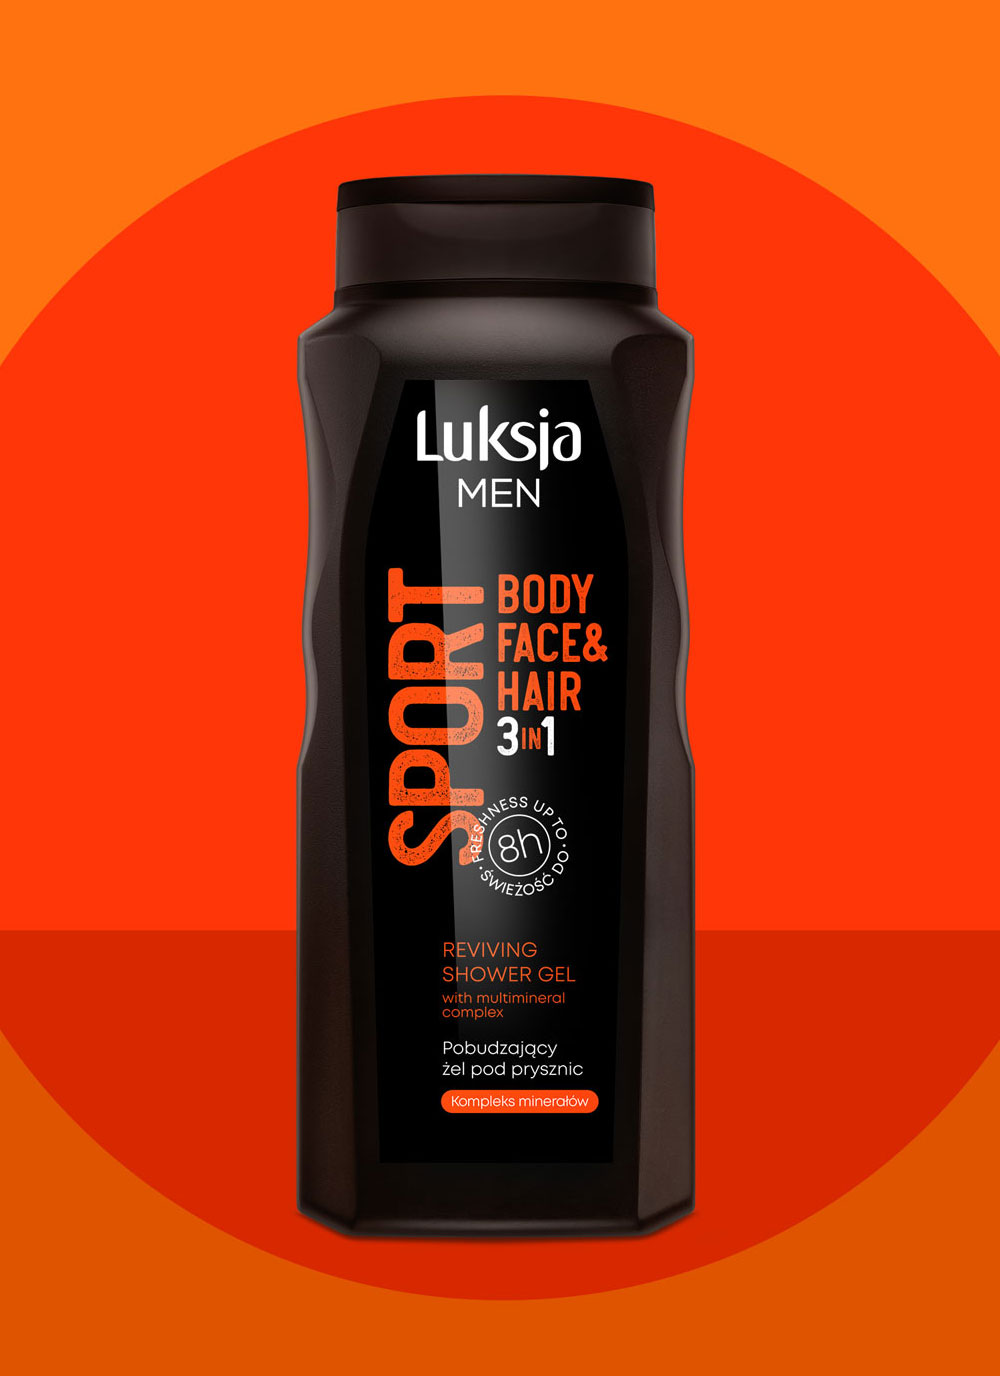 Luksja
MEN
SPORT
BODY
FACE&
HAIR
3IN1
FRESHNESS UP TO
8h
ŚWIEŻOŚĆ DO
REVIVING
SHOWER GEL
with multimineral
complex
Pobudzający
żel pod prysznic
Kompleks minerałów